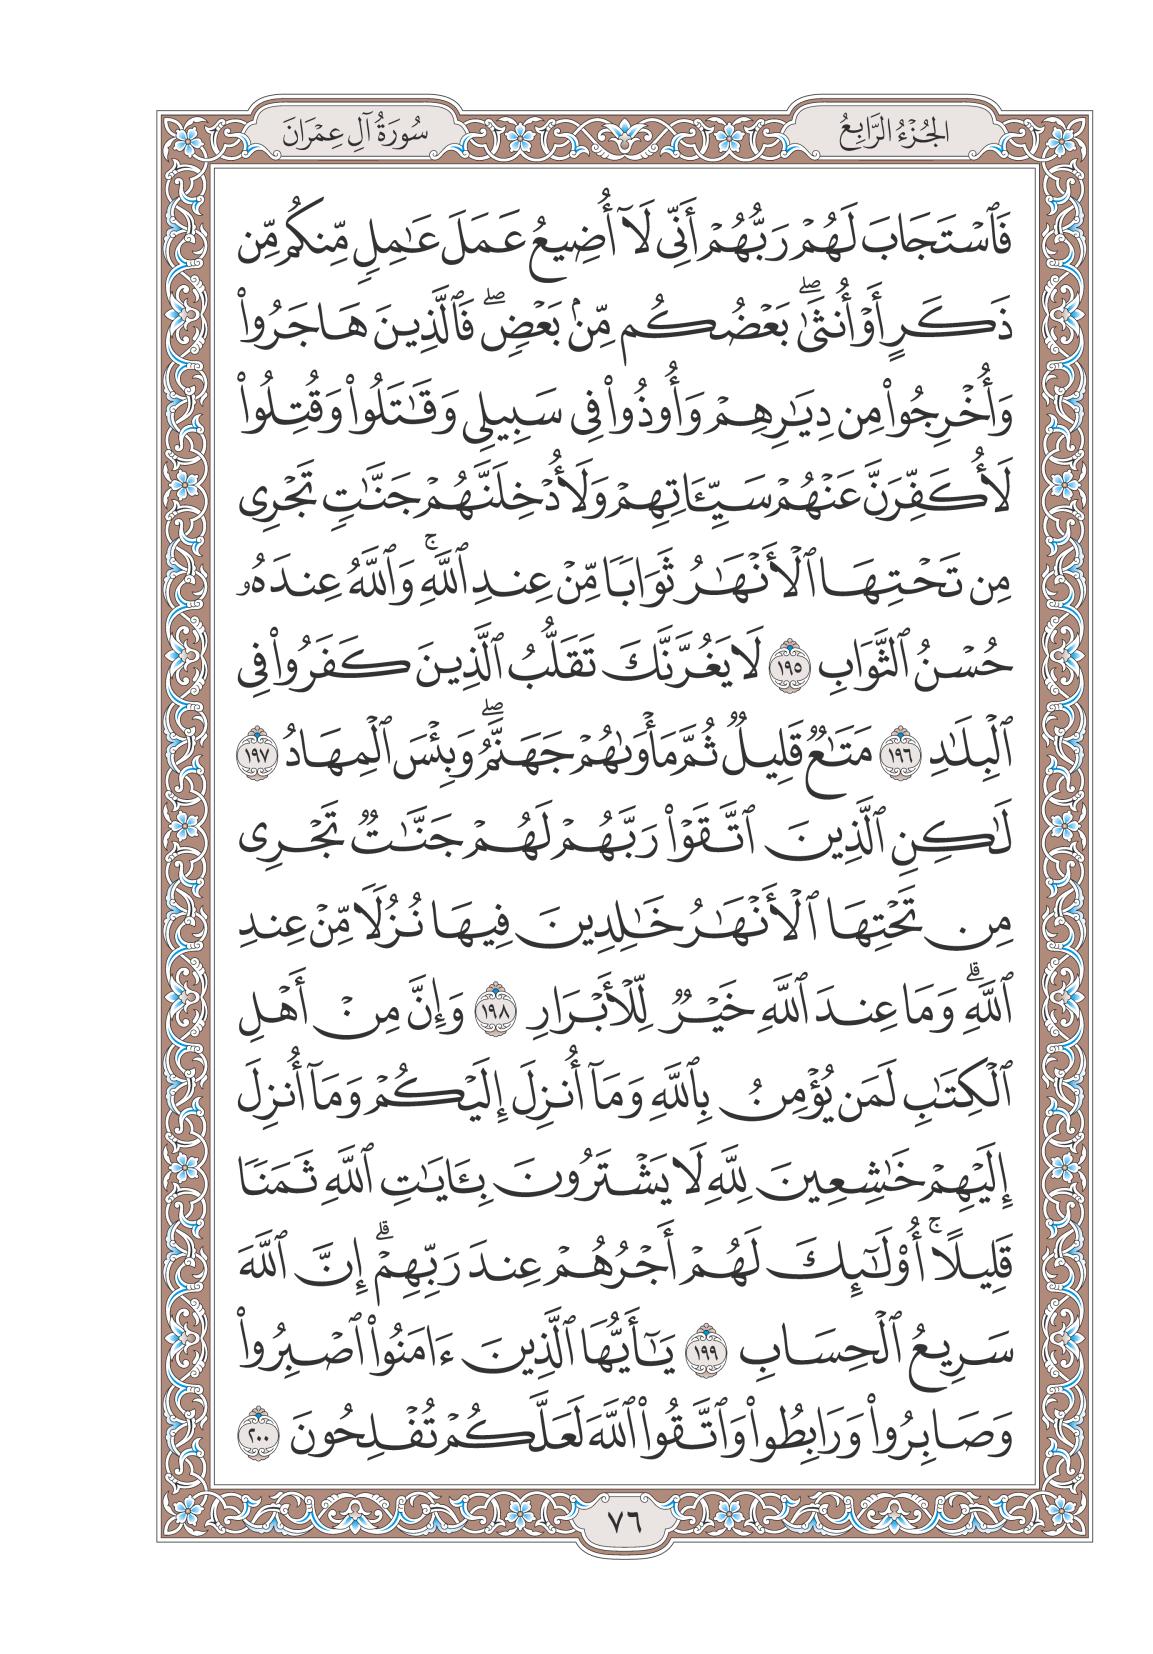 الجُزْءُ الرَّابِعُ
سُورَةُ آلِ عِمْرَانَ
فَٱسْتَجَابَ لَهُمْ رَبُّهُمْ أَنِّى لَآ أُضِيعُ عَمَلَ عَٰمِلٍ مِّنكُم مِّن
ذَكَرٍ أَوْ أُنثَىٰۖ بَعْضُكُم مِّنۢ بَعْضٍۖ فَٱلَّذِينَ هَاجَرُوا۟
وَأُخْرِجُوا۟ مِن دِيَٰرِهِمْ وَأُوذُوا۟ فِى سَبِيلِى وَقَٰتَلُوا۟ وَقُتِلُوا۟
لَأُكَفِّرَنَّ عَنْهُمْ سَيِّـَٔاتِهِمْ وَلَأُدْخِلَنَّهُمْ جَنَّٰتٍ تَجْرِى
مِن تَحْتِهَا ٱلْأَنْهَٰرُ ثَوَابًا مِّنْ عِندِ ٱللَّهِۚ وَٱللَّهُ عِندَهُۥ
حُسْنُ ٱلثَّوَابِ ١٩٥ لَا يَغُرَّنَّكَ تَقَلُّبُ ٱلَّذِينَ كَفَرُوا۟ فِى
ٱلْبِلَٰدِ ١٩٦ مَتَٰعٌ قَلِيلٌ ثُمَّ مَأْوَىٰهُمْ جَهَنَّمُۖ وَبِئْسَ ٱلْمِهَادُ ١٩٧
لَٰكِنِ ٱلَّذِينَ ٱتَّقَوْا۟ رَبَّهُمْ لَهُمْ جَنَّٰتٌ تَجْرِى
مِن تَحْتِهَا ٱلْأَنْهَٰرُ خَٰلِدِينَ فِيهَا نُزُلًا مِّنْ عِندِ
ٱللَّهِۗ وَمَا عِندَ ٱللَّهِ خَيْرٌ لِّلْأَبْرَارِ ١٩٨ وَإِنَّ مِنْ أَهْلِ
ٱلْكِتَٰبِ لَمَن يُؤْمِنُ بِٱللَّهِ وَمَآ أُنزِلَ إِلَيْكُمْ وَمَآ أُنزِلَ
إِلَيْهِمْ خَٰشِعِينَ لِلَّهِ لَا يَشْتَرُونَ بِـَٔايَٰتِ ٱللَّهِ ثَمَنًا
قَلِيلًاۚ أُو۟لَٰٓئِكَ لَهُمْ أَجْرُهُمْ عِندَ رَبِّهِمْۗ إِنَّ ٱللَّهَ
سَرِيعُ ٱلْحِسَابِ ١٩٩ يَٰٓأَيُّهَا ٱلَّذِينَ ءَامَنُوا۟ ٱصْبِرُوا۟
وَصَابِرُوا۟ وَرَابِطُوا۟ وَٱتَّقُوا۟ ٱللَّهَ لَعَلَّكُمْ تُفْلِحُونَ ٢٠٠
٧٦